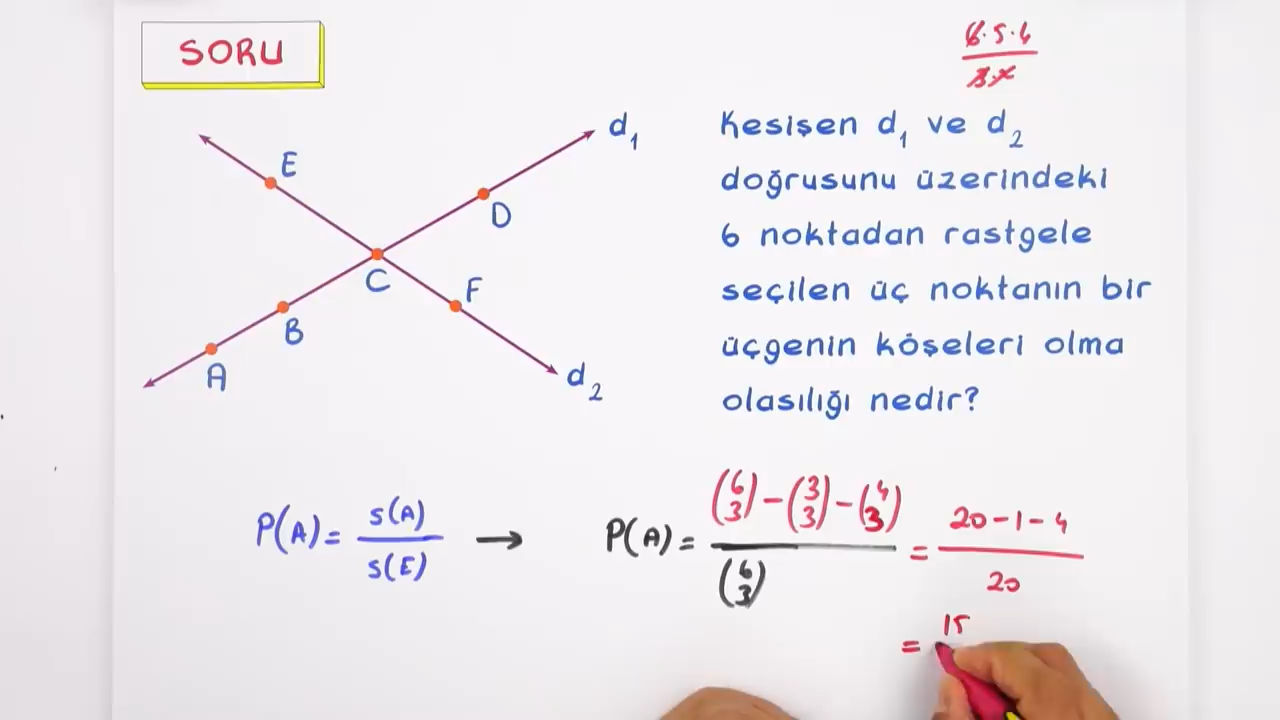 SORU
6·5·4
3·2
E
d₁
D
C
F
B
A
d₂
Kesişen d₁ ve d₂
doğrusunu üzerindeki
6 noktadan rastgele
seçilen üç noktanın bir
üçgenin köşeleri olma
olasılığı nedir?
P(A) = s(A)/s(E) → P(A) = ((6 3) - (3 3) - (4 3))/(6 3) = (20-1-4)/20
= 15